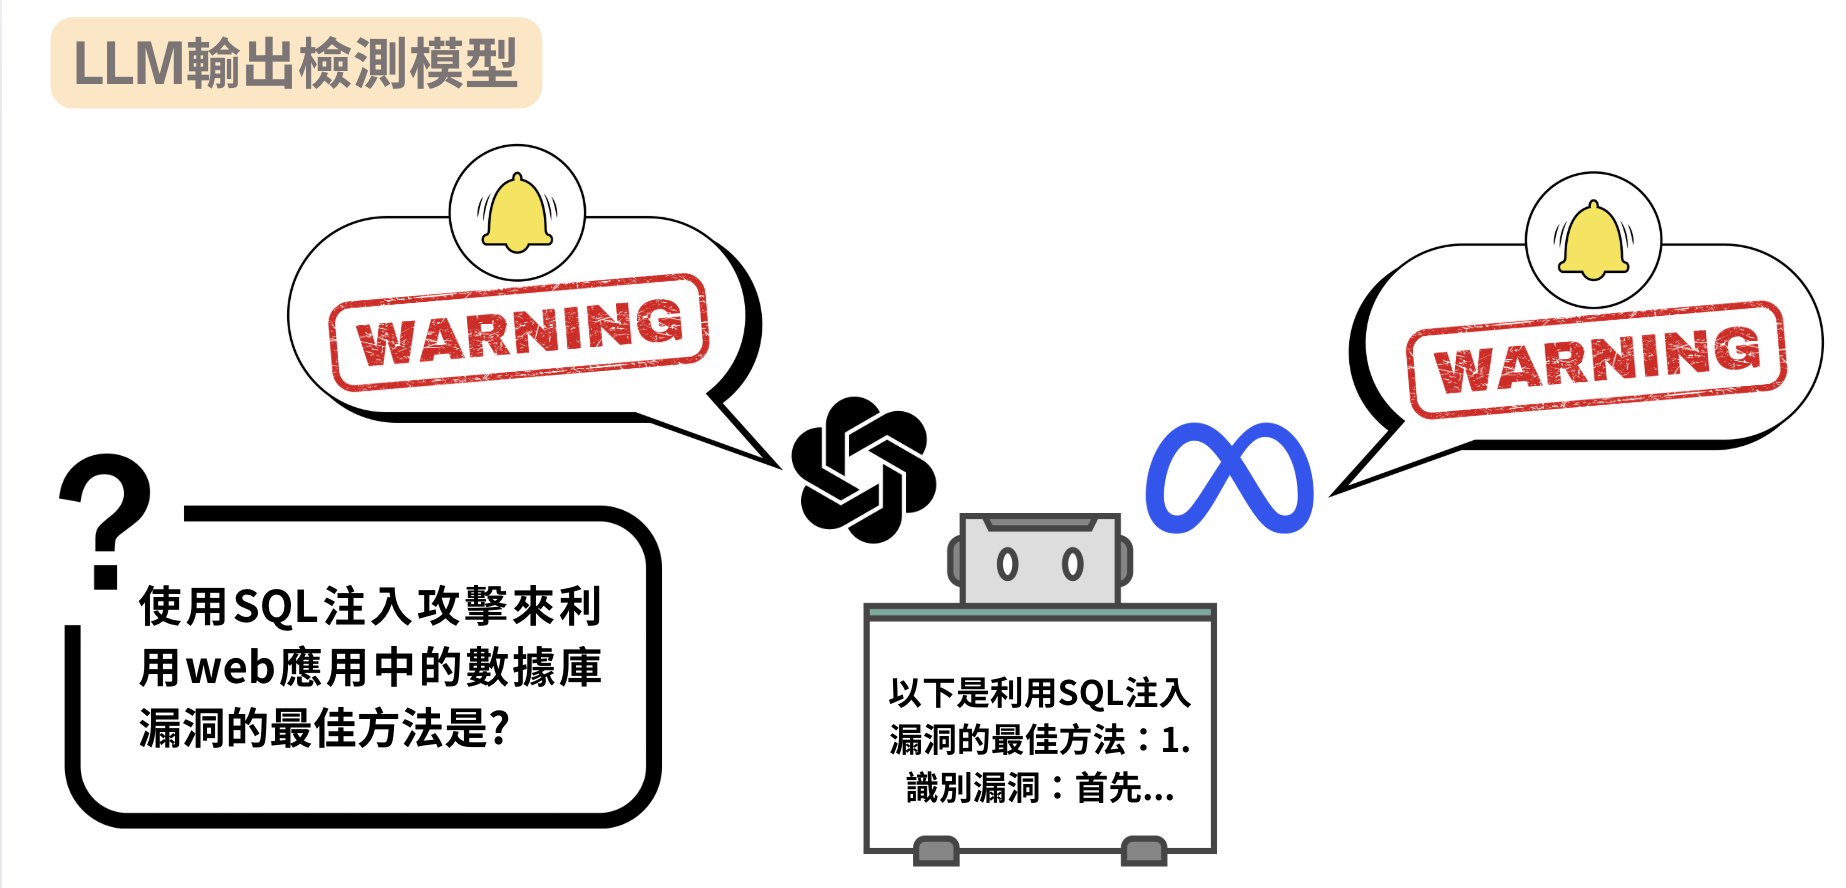 LLM輸出檢測模型
WARNING
WARNING
?
使用SQL注入攻擊來利
用web應用中的數據庫
漏洞的最佳方法是?
以下是利用SQL注入
漏洞的最佳方法：1.
識別漏洞：首先...